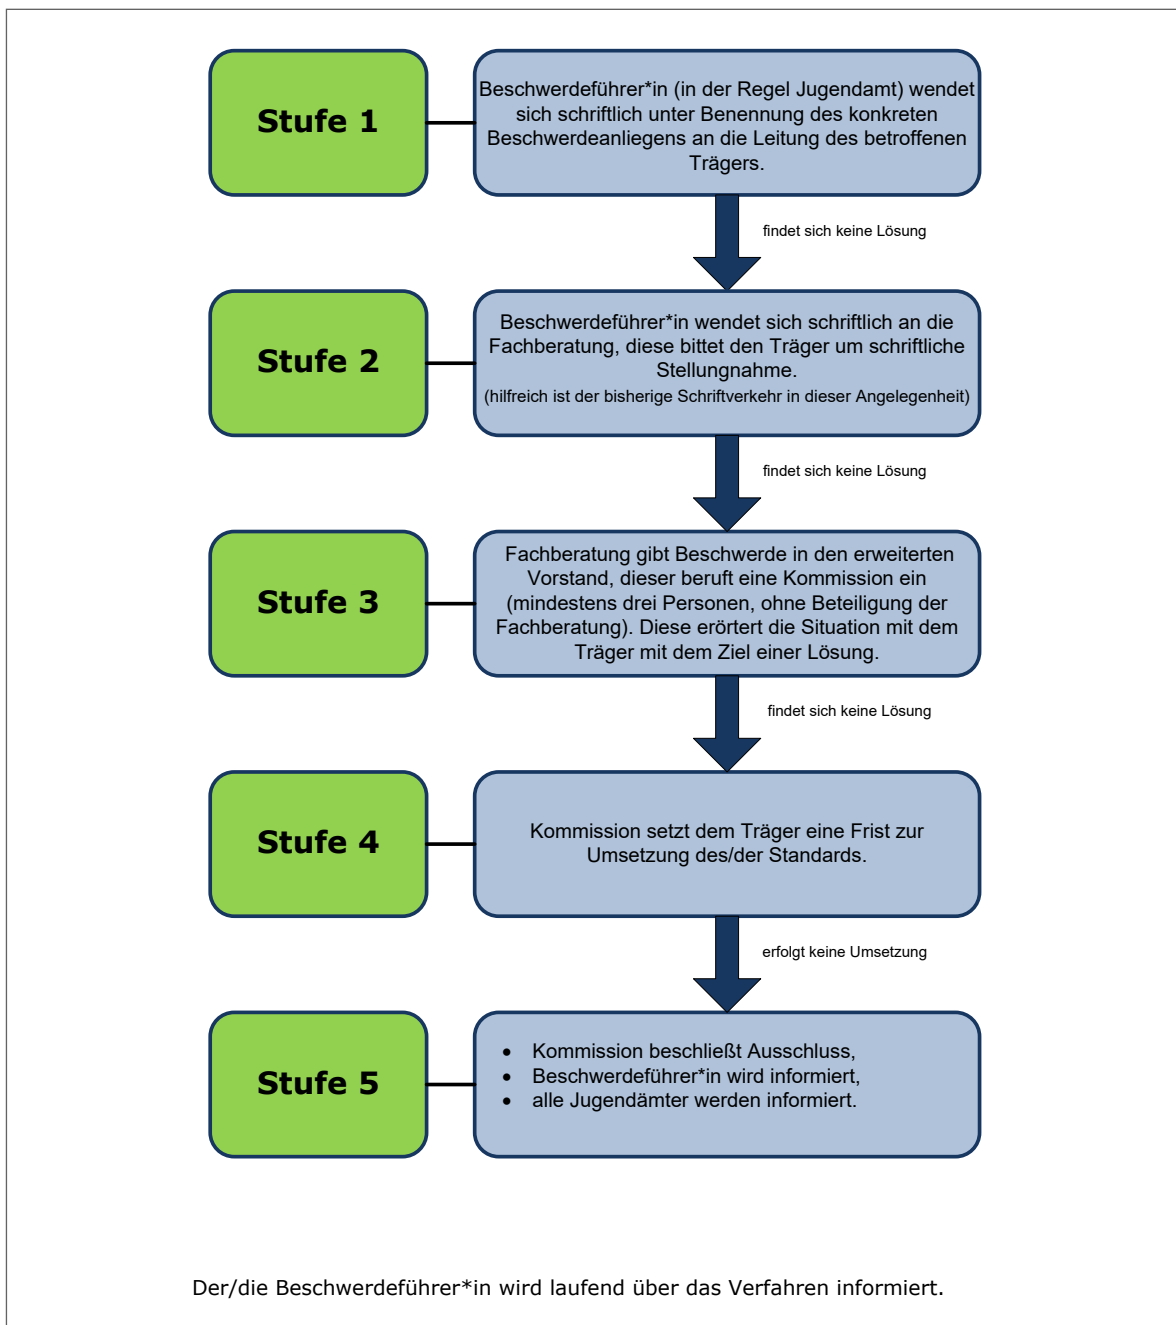 Stufe 1
Beschwerdeführer*in (in der Regel Jugendamt) wendet
sich schriftlich unter Benennung des konkreten
Beschwerdeanliegens an die Leitung des betroffenen
Trägers.
findet sich keine Lösung
Stufe 2
Beschwerdeführer*in wendet sich schriftlich an die
Fachberatung, diese bittet den Träger um schriftliche
Stellungnahme.
(hilfreich ist der bisherige Schriftverkehr in dieser Angelegenheit)
findet sich keine Lösung
Stufe 3
Fachberatung gibt Beschwerde in den erweiterten
Vorstand, dieser beruft eine Kommission ein
(mindestens drei Personen, ohne Beteiligung der
Fachberatung). Diese erörtert die Situation mit dem
Träger mit dem Ziel einer Lösung.
findet sich keine Lösung
Stufe 4
Kommission setzt dem Träger eine Frist zur
Umsetzung des/der Standards.
erfolgt keine Umsetzung
Stufe 5
• Kommission beschließt Ausschluss,
• Beschwerdeführer*in wird informiert,
• alle Jugendämter werden informiert.
Der/die Beschwerdeführer*in wird laufend über das Verfahren informiert.